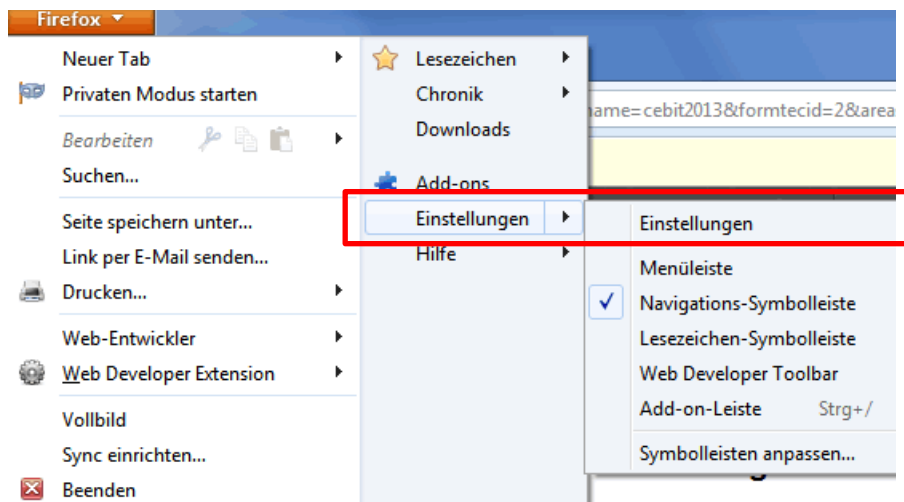 Firefox
Neuer Tab
Privaten Modus starten
Bearbeiten
Suchen...
Seite speichern unter...
Link per E-Mail senden...
Drucken...
Web-Entwickler
Web Developer Extension
Vollbild
Sync einrichten...
Beenden
Lesezeichen
Chronik
Downloads
Add-ons
Einstellungen
Hilfe
name=cebit2013&formtecid=2&area
Einstellungen
Menüleiste
Navigations-Symbolleiste
Lesezeichen-Symbolleiste
Web Developer Toolbar
Add-on-Leiste Strg+/
Symbolleisten anpassen...